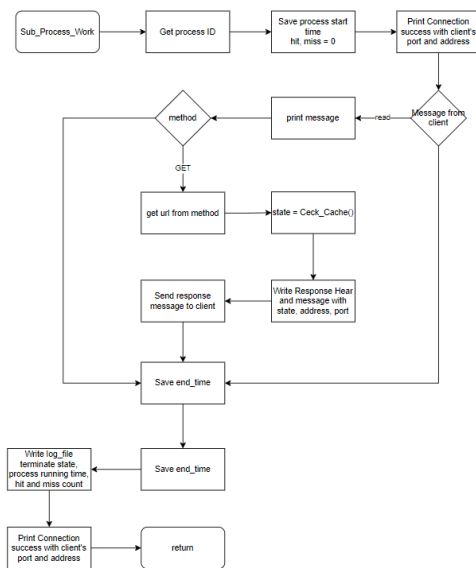 Sub_Process_Work
Get process ID
Save process start
time
hit, miss = 0
Print Connection
success with client's
port and address
method
print message
read
Message from
client
GET
get url from method
state = Ceck_Cache()
Send response
message to client
Write Response Hear
and message with
state, address, port
Save end_time
Write log_file
terminate state,
process running time,
hit and miss count
Save end_time
Print Connection
success with client's
port and address
return